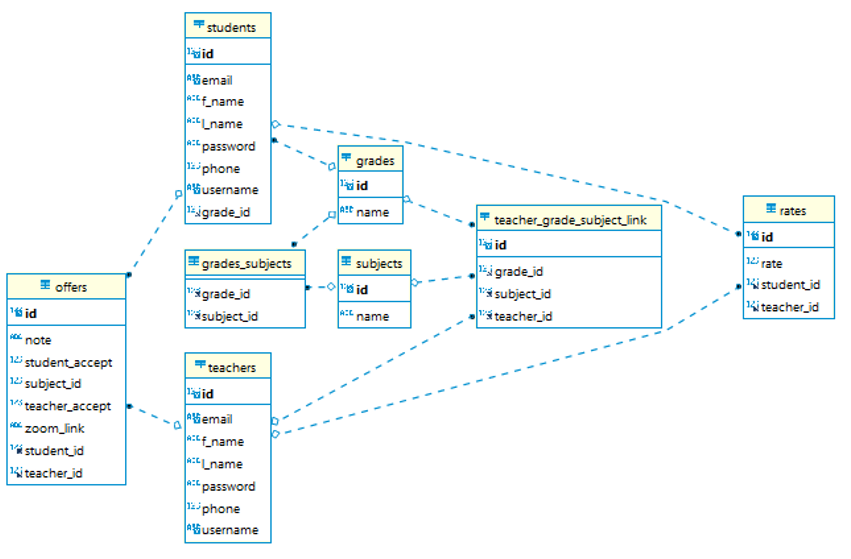 students
id
email
f_name
l_name
password
phone
username
grade_id
grades
id
name
grades_subjects
grade_id
subject_id
subjects
id
name
teacher_grade_subject_link
id
grade_id
subject_id
teacher_id
rates
id
rate
student_id
teacher_id
offers
id
note
student_accept
subject_id
teacher_accept
zoom_link
student_id
teacher_id
teachers
id
email
f_name
l_name
password
phone
username